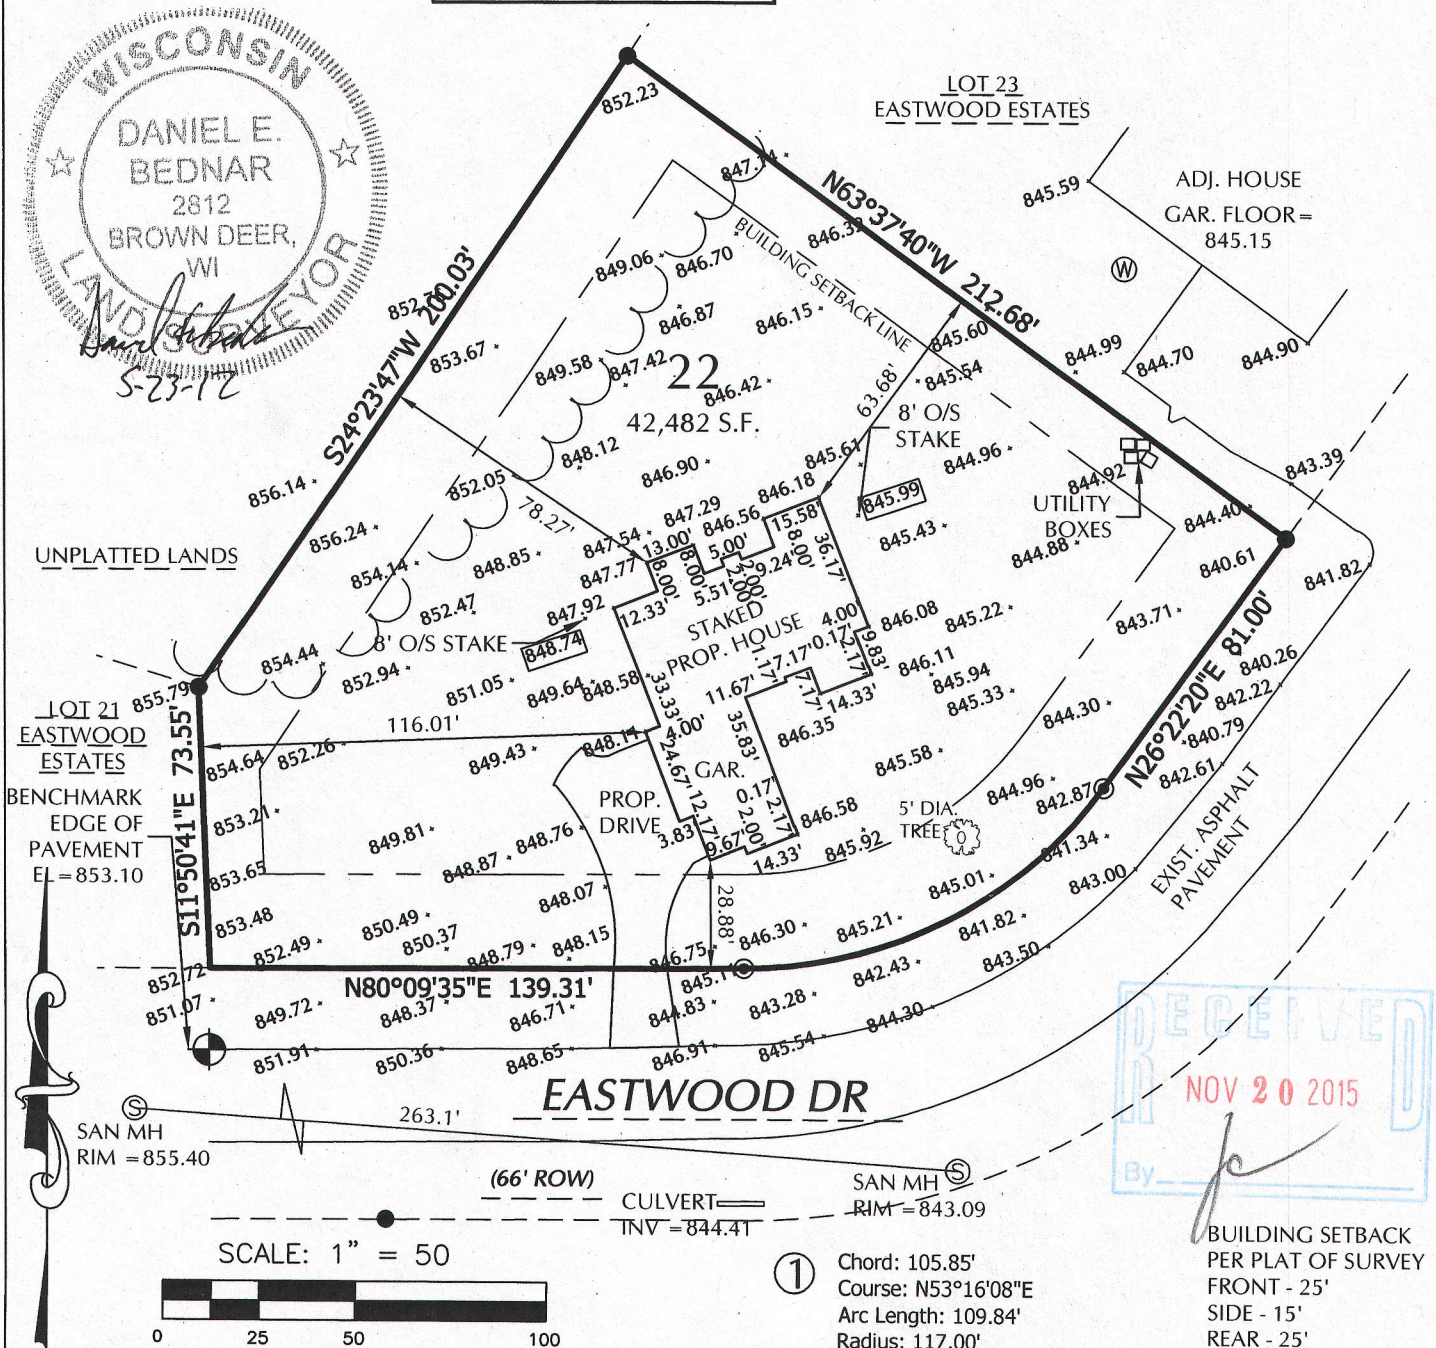 WISCONSIN
DANIEL E.
BEDNAR
2812
BROWN DEER,
WI
LAND SURVEYOR
5-23-12
LOT 23
EASTWOOD ESTATES
ADJ. HOUSE
GAR. FLOOR=
845.15
W
852.23
845.59
N63°37'40"W 212.68'
BUILDING SETBACK LINE
849.06
846.70
S24°23'47"W 200.03'
846.87
846.15
845.60
853.67
849.58
847.42
22
846.42
42,482 S.F.
63.68'
845.54
844.99
844.70
844.90
8' O/S
STAKE
848.12
846.90
845.61
844.96
844.92
843.39
856.14
852.05
78.27'
847.29
846.56
846.18
845.99
UTILITY
BOXES
844.40
UNPLATTED LANDS
856.24
854.14
848.85
847.54
847.77
845.43
844.88
840.61
841.82
13.00'
5.00'
15.58'
8.00'
8.00'
5.51'
2.00'
2.00'
9.24'
8.00'
36.17'
852.47
847.92
12.33'
STAKED
PROP. HOUSE
4.00'
846.08
845.22
843.71
8' O/S STAKE
848.74
854.44
852.94
851.05
849.64
848.58
1.17'
7.17'
0.17'
2.17'
9.83'
846.11
845.94
845.33
844.30
840.26
842.22
840.79
842.61
N26°22'20"E 81.00'
855.79
LOT 21
EASTWOOD
ESTATES
BENCHMARK
EDGE OF
PAVEMENT
EL=853.10
S11°50'41"E 73.55'
116.01'
33.33'
4.00'
11.67'
7.17'
14.33'
35.83'
846.35
854.64
852.26
849.43
848.11
24.67'
GAR.
845.58
844.96
842.87
853.21
849.81
848.87
848.76
PROP.
DRIVE
3.83'
12.17'
9.67'
0.17'
2.00'
2.17'
14.33'
846.58
845.92
5' DIA.
TREE
841.34
843.00
EXIST. ASPHALT
PAVEMENT
853.65
853.48
852.49
850.49
850.37
848.79
848.07
848.15
28.88'
846.75
846.30
845.21
845.01
841.82
843.50
852.72
851.07
N80°09'35"E 139.31'
842.43
849.72
848.37
846.71
844.83
843.28
844.30
851.91
850.36
848.65
846.91
845.54
EASTWOOD DR
S
SAN MH
RIM =855.40
263.1'
(66' ROW)
CULVERT
INV =844.41
S
SAN MH
RIM =843.09
RECEIVED
NOV 20 2015
By
SCALE: 1" = 50
0 25 50 100
1
Chord: 105.85'
Course: N53°16'08"E
Arc Length: 109.84'
Radius: 117.00'
BUILDING SETBACK
PER PLAT OF SURVEY
FRONT - 25'
SIDE - 15'
REAR - 25'